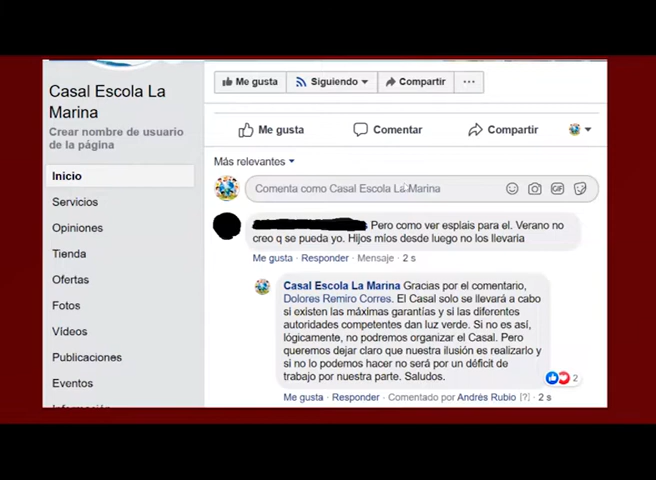 Me gusta
Siguiendo
Compartir
Casal Escola La
Marina
Crear nombre de usuario
de la página
Inicio
Servicios
Opiniones
Tienda
Ofertas
Fotos
Vídeos
Publicaciones
Eventos
Me gusta
Comentar
Compartir
Más relevantes
Comenta como Casal Escola La Marina
GIF
Pero como ver esplais para el. Verano no
creo q se pueda yo. Hijos míos desde luego no los llevaria
Me gusta · Responder · Mensaje · 2 s
Casal Escola La Marina Gracias por el comentario,
Dolores Remiro Corres. El Casal solo se llevará a cabo
si existen las máximas garantías y si las diferentes
autoridades competentes dan luz verde. Si no es así,
lógicamente, no podremos organizar el Casal. Pero
queremos dejar claro que nuestra ilusión es realizarlo y
si no lo podemos hacer no será por un déficit de
trabajo por nuestra parte. Saludos.
2
Me gusta · Responder · Comentado por Andrés Rubio [?] · 2 s